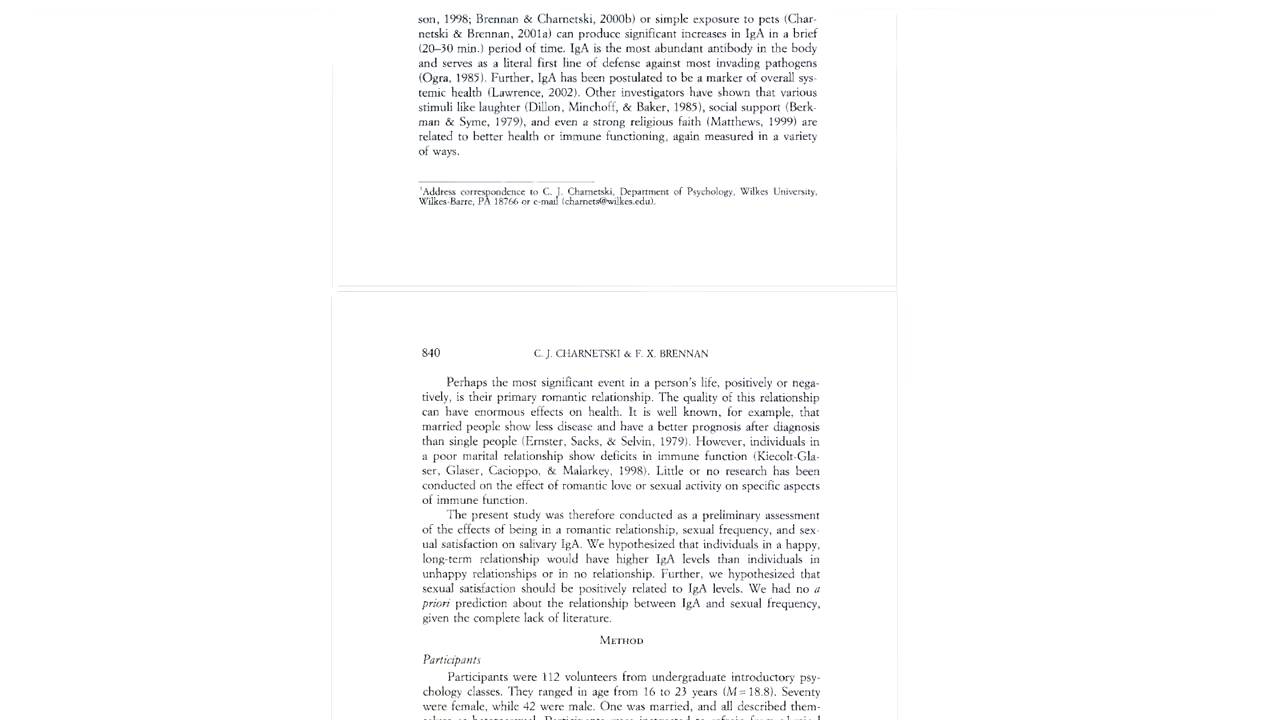 son, 1998; Brennan & Charnetski, 2000b) or simple exposure to pets (Char-
netski & Brennan, 2001a) can produce significant increases in IgA in a brief
(20–30 min.) period of time. IgA is the most abundant antibody in the body
and serves as a literal first line of defense against most invading pathogens
(Ogra, 1985). Further, IgA has been postulated to be a marker of overall sys-
temic health (Lawrence, 2002). Other investigators have shown that various
stimuli like laughter (Dillon, Minchoff, & Baker, 1985), social support (Berk-
man & Syme, 1979), and even a strong religious faith (Matthews, 1999) are
related to better health or immune functioning, again measured in a variety
of ways.
¹Address correspondence to C. J. Charnetski, Department of Psychology, Wilkes University,
Wilkes-Barre, PA 18766 or e-mail (charnets@wilkes.edu).
840 C. J. CHARNETSKI & F. X. BRENNAN
Perhaps the most significant event in a person's life, positively or nega-
tively, is their primary romantic relationship. The quality of this relationship
can have enormous effects on health. It is well known, for example, that
married people show less disease and have a better prognosis after diagnosis
than single people (Ernster, Sacks, & Selvin, 1979). However, individuals in
a poor marital relationship show deficits in immune function (Kiecolt-Gla-
ser, Glaser, Cacioppo, & Malarkey, 1998). Little or no research has been
conducted on the effect of romantic love or sexual activity on specific aspects
of immune function.
The present study was therefore conducted as a preliminary assessment
of the effects of being in a romantic relationship, sexual frequency, and sex-
ual satisfaction on salivary IgA. We hypothesized that individuals in a happy,
long-term relationship would have higher IgA levels than individuals in
unhappy relationships or in no relationship. Further, we hypothesized that
sexual satisfaction should be positively related to IgA levels. We had no a
priori prediction about the relationship between IgA and sexual frequency,
given the complete lack of literature.
METHOD
Participants
Participants were 112 volunteers from undergraduate introductory psy-
chology classes. They ranged in age from 16 to 23 years (M = 18.8). Seventy
were female, while 42 were male. One was married, and all described them-